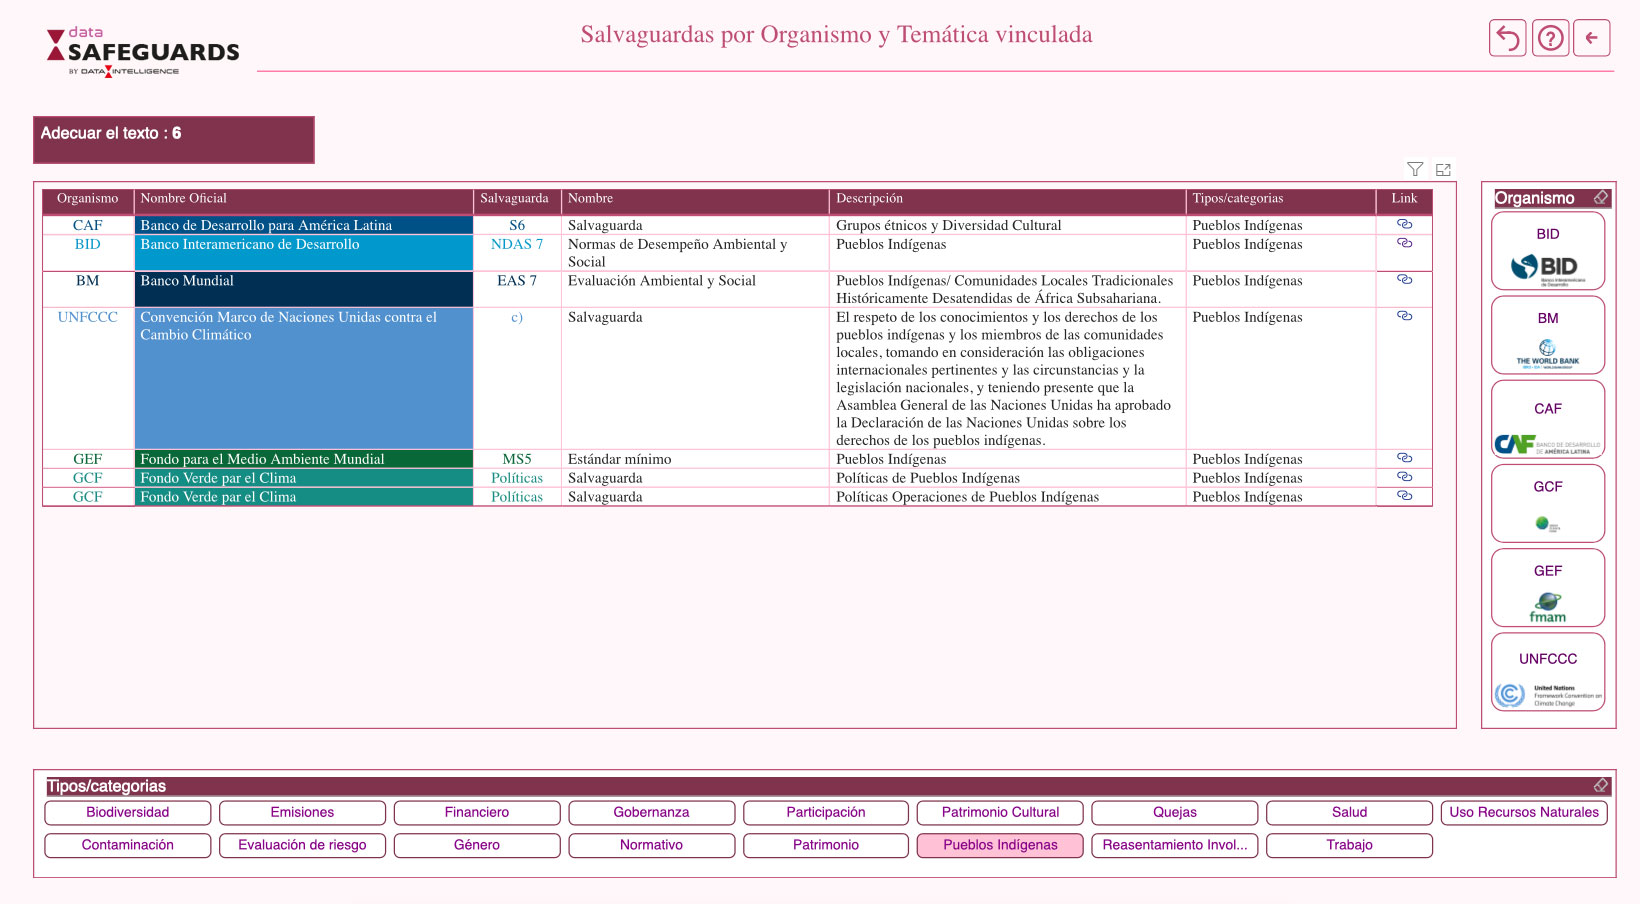 data
SAFEGUARDS
BY DATA INTELLIGENCE
Salvaguardas por Organismo y Temática vinculada
Adecuar el texto : 6
Organismo Nombre Oficial Salvaguarda Nombre Descripción Tipos/categorias Link
CAF Banco de Desarrollo para América Latina S6 Salvaguarda Grupos étnicos y Diversidad Cultural Pueblos Indígenas
BID Banco Interamericano de Desarrollo NDAS 7 Normas de Desempeño Ambiental y Pueblos Indígenas Pueblos Indígenas
Social
BM Banco Mundial EAS 7 Evaluación Ambiental y Social Pueblos Indígenas/ Comunidades Locales Tradicionales Pueblos Indígenas
Históricamente Desatendidas de África Subsahariana.
UNFCCC Convención Marco de Naciones Unidas contra el c) Salvaguarda El respeto de los conocimientos y los derechos de los Pueblos Indígenas
Cambio Climático pueblos indígenas y los miembros de las comunidades
locales, tomando en consideración las obligaciones
internacionales pertinentes y las circunstancias y la
legislación nacionales, y teniendo presente que la
Asamblea General de las Naciones Unidas ha aprobado
la Declaración de las Naciones Unidas sobre los
derechos de los pueblos indígenas.
GEF Fondo para el Medio Ambiente Mundial MS5 Estándar mínimo Pueblos Indígenas Pueblos Indígenas
GCF Fondo Verde par el Clima Políticas Salvaguarda Políticas de Pueblos Indígenas Pueblos Indígenas
GCF Fondo Verde par el Clima Políticas Salvaguarda Políticas Operaciones de Pueblos Indígenas Pueblos Indígenas
Organismo
BID
BID
Banco Interamericano
de Desarrollo
BM
THE WORLD BANK
CAF
CAF BANCO DE DESARROLLO
DE AMÉRICA LATINA
GCF
GEF
fmam
UNFCCC
United Nations
Framework Convention on
Climate Change
Tipos/categorias
Biodiversidad Emisiones Financiero Gobernanza Participación Patrimonio Cultural Quejas Salud Uso Recursos Naturales
Contaminación Evaluación de riesgo Género Normativo Patrimonio Pueblos Indígenas Reasentamiento Invol... Trabajo